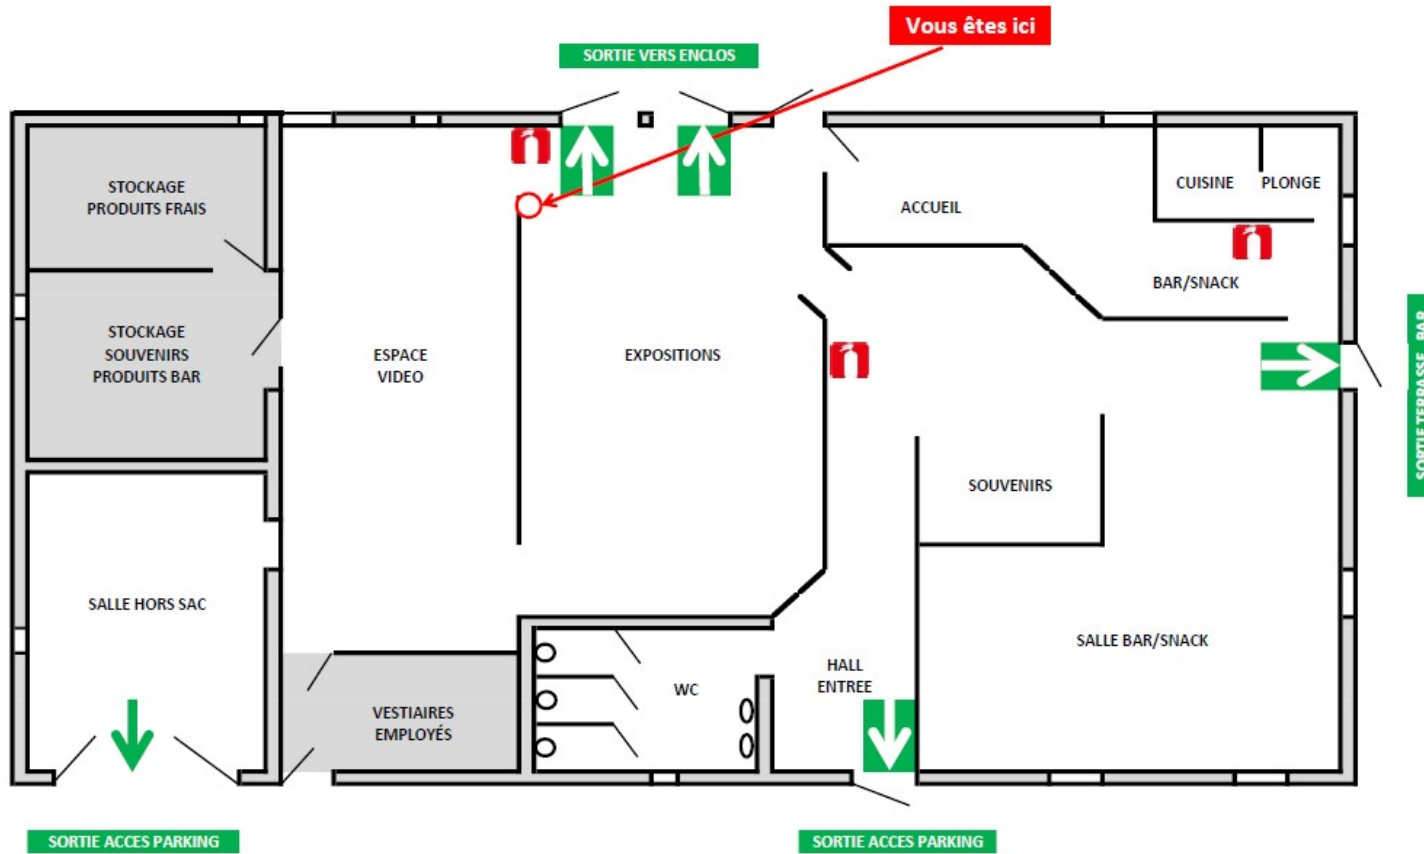 Vous êtes ici
SORTIE VERS ENCLOS
STOCKAGE
PRODUITS FRAIS
ACCUEIL
CUISINE
PLONGE
BAR/SNACK
STOCKAGE
SOUVENIRS
PRODUITS BAR
ESPACE
VIDEO
EXPOSITIONS
SORTIE TERRASSE BAR
SOUVENIRS
SALLE HORS SAC
SALLE BAR/SNACK
HALL
ENTREE
WC
VESTIAIRES
EMPLOYÉS
SORTIE ACCES PARKING
SORTIE ACCES PARKING